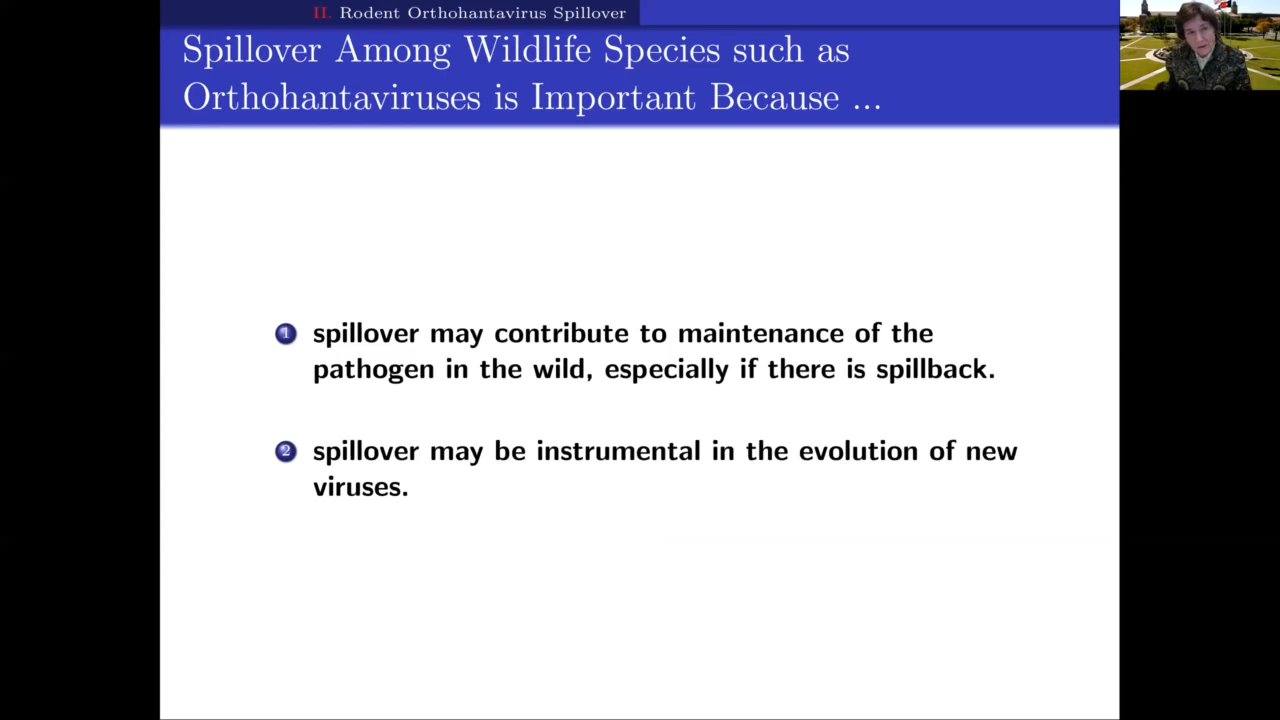 II. Rodent Orthohantavirus Spillover
Spillover Among Wildlife Species such as
Orthohantaviruses is Important Because ...
1 spillover may contribute to maintenance of the
pathogen in the wild, especially if there is spillback.
2 spillover may be instrumental in the evolution of new
viruses.